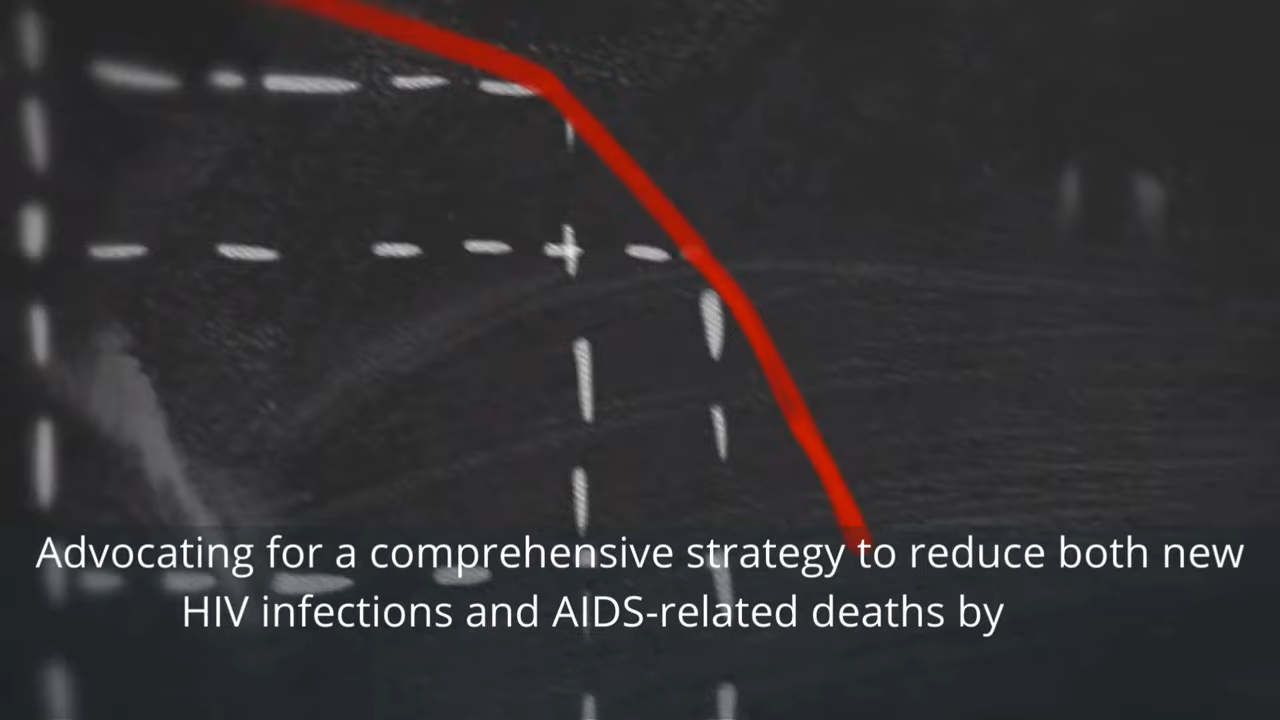 Advocating for a comprehensive strategy to reduce both new
HIV infections and AIDS-related deaths by